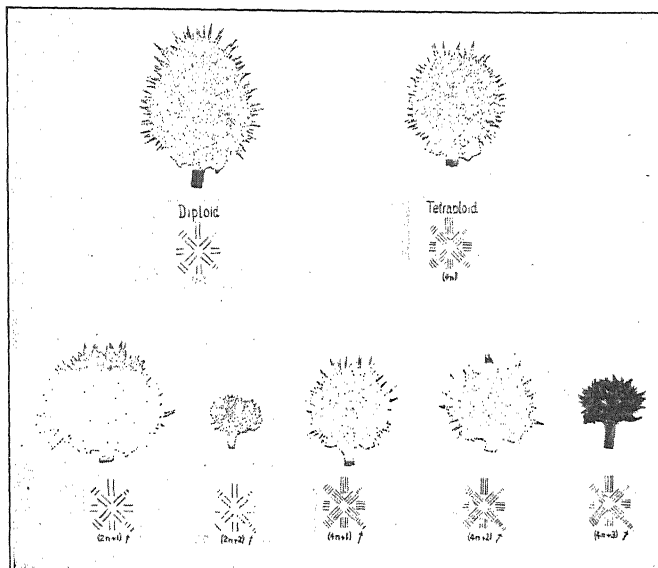 Diploid
Tetraploid
(4n)
(2n+1)
(2n+2)
(4n+1)
(4n+2)
(4n+3)